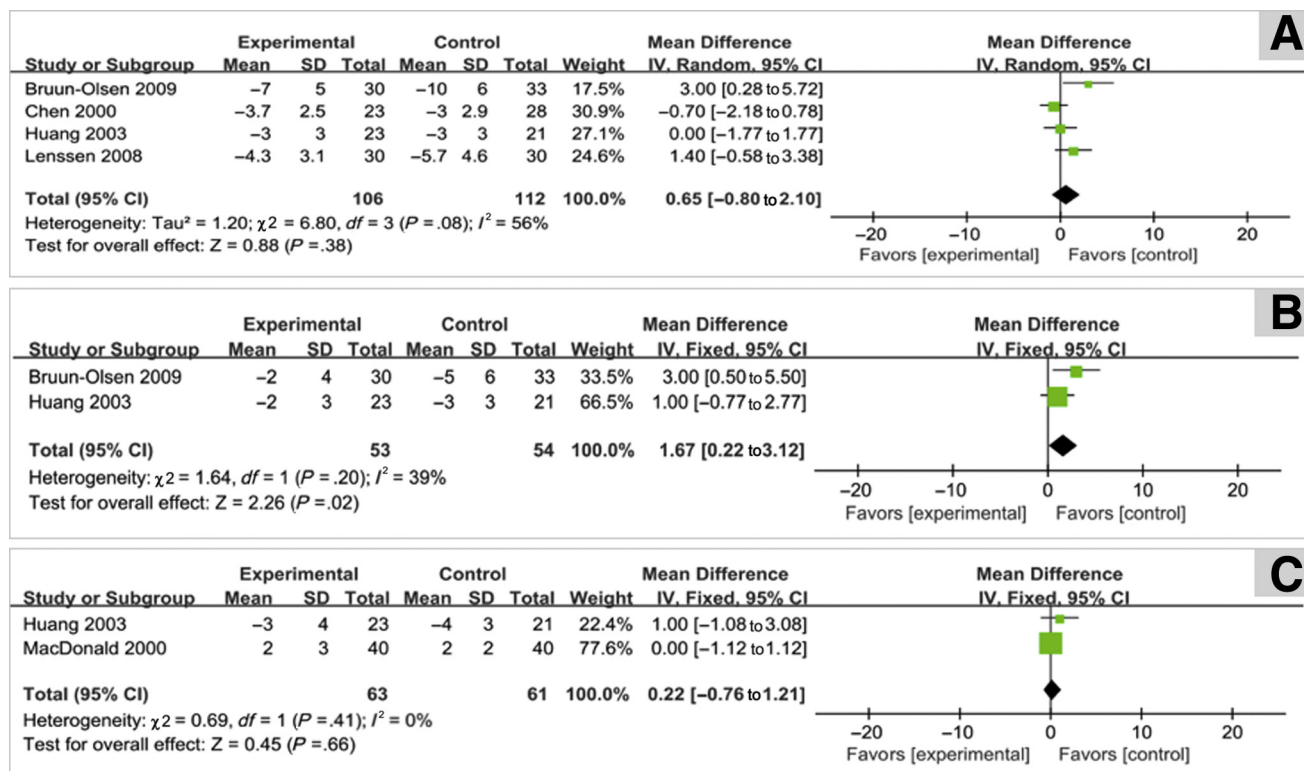 A
Experimental Control Mean Difference Mean Difference
Study or Subgroup Mean SD Total Mean SD Total Weight IV, Random, 95% CI IV, Random, 95% CI
Bruun-Olsen 2009 −7 5 30 −10 6 33 17.5% 3.00 [0.28 to 5.72]
Chen 2000 −3.7 2.5 23 −3 2.9 28 30.9% −0.70 [−2.18 to 0.78]
Huang 2003 −3 3 23 −3 3 21 27.1% 0.00 [−1.77 to 1.77]
Lenssen 2008 −4.3 3.1 30 −5.7 4.6 30 24.6% 1.40 [−0.58 to 3.38]
Total (95% CI) 106 112 100.0% 0.65 [−0.80 to 2.10]
Heterogeneity: Tau² = 1.20; χ2 = 6.80, df = 3 (P = .08); I² = 56%
Test for overall effect: Z = 0.88 (P =.38)
−20 −10 0 10 20
Favors [experimental] Favors [control]
B
Experimental Control Mean Difference Mean Difference
Study or Subgroup Mean SD Total Mean SD Total Weight IV, Fixed, 95% CI IV, Fixed, 95% CI
Bruun-Olsen 2009 −2 4 30 −5 6 33 33.5% 3.00 [0.50 to 5.50]
Huang 2003 −2 3 23 −3 3 21 66.5% 1.00 [−0.77 to 2.77]
Total (95% CI) 53 54 100.0% 1.67 [0.22 to 3.12]
Heterogeneity: χ2 = 1.64, df = 1 (P = .20); I² = 39%
Test for overall effect: Z = 2.26 (P =.02)
−20 −10 0 10 20
Favors [experimental] Favors [control]
C
Experimental Control Mean Difference Mean Difference
Study or Subgroup Mean SD Total Mean SD Total Weight IV, Fixed, 95% CI IV, Fixed, 95% CI
Huang 2003 −3 4 23 −4 3 21 22.4% 1.00 [−1.08 to 3.08]
MacDonald 2000 2 3 40 2 2 40 77.6% 0.00 [−1.12 to 1.12]
Total (95% CI) 63 61 100.0% 0.22 [−0.76 to 1.21]
Heterogeneity: χ2 = 0.69, df = 1 (P = .41); I² = 0%
Test for overall effect: Z = 0.45 (P =.66)
−20 −10 0 10 20
Favors [experimental] Favors [control]